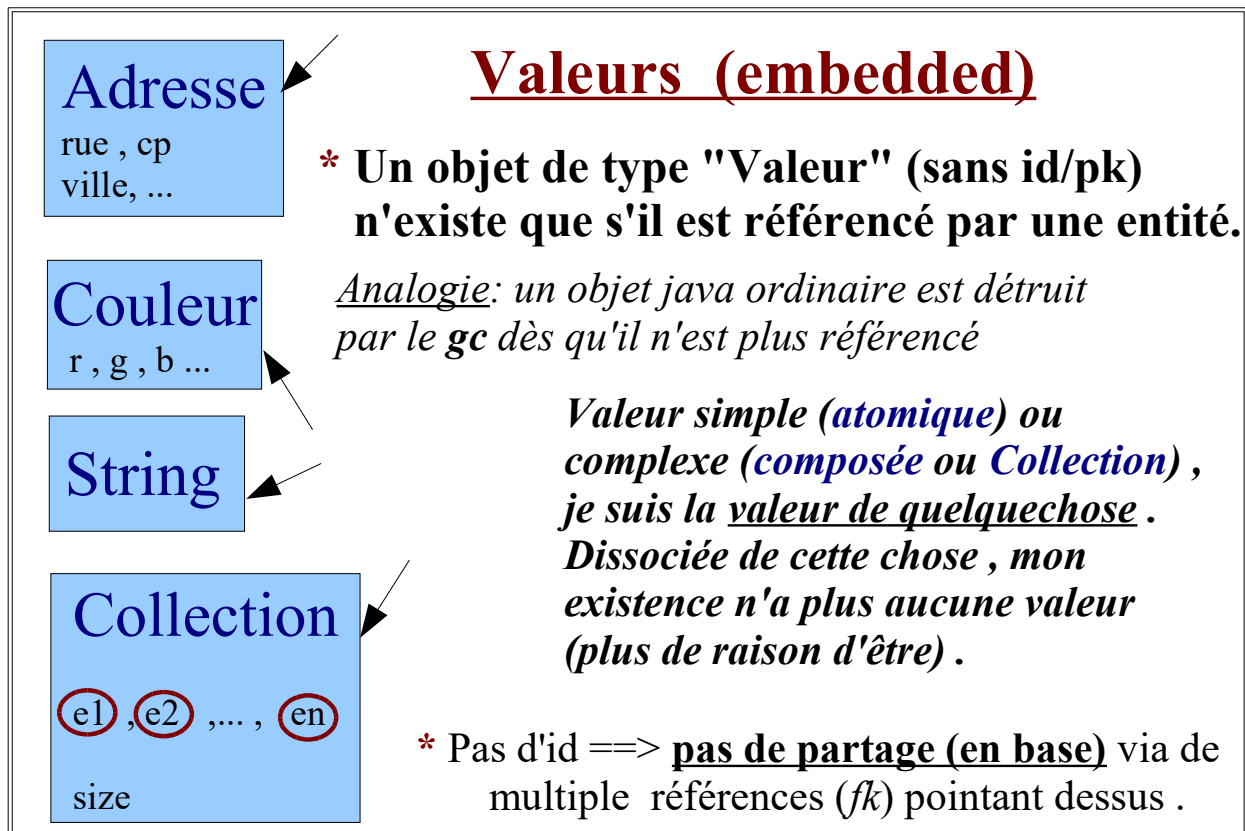 Valeurs (embedded)
Adresse
rue , cp
ville, ...
* Un objet de type "Valeur" (sans id/pk)
n'existe que s'il est référencé par une entité.
Couleur
r , g , b ...
Analogie: un objet java ordinaire est détruit
par le gc dès qu'il n'est plus référencé
String
Valeur simple (atomique) ou
complexe (composée ou Collection) ,
je suis la valeur de quelquechose .
Dissociée de cette chose , mon
existence n'a plus aucune valeur
(plus de raison d'être) .
Collection
e1 , e2 ,... , en
size
* Pas d'id ==> pas de partage (en base) via de
multiple références (fk) pointant dessus .